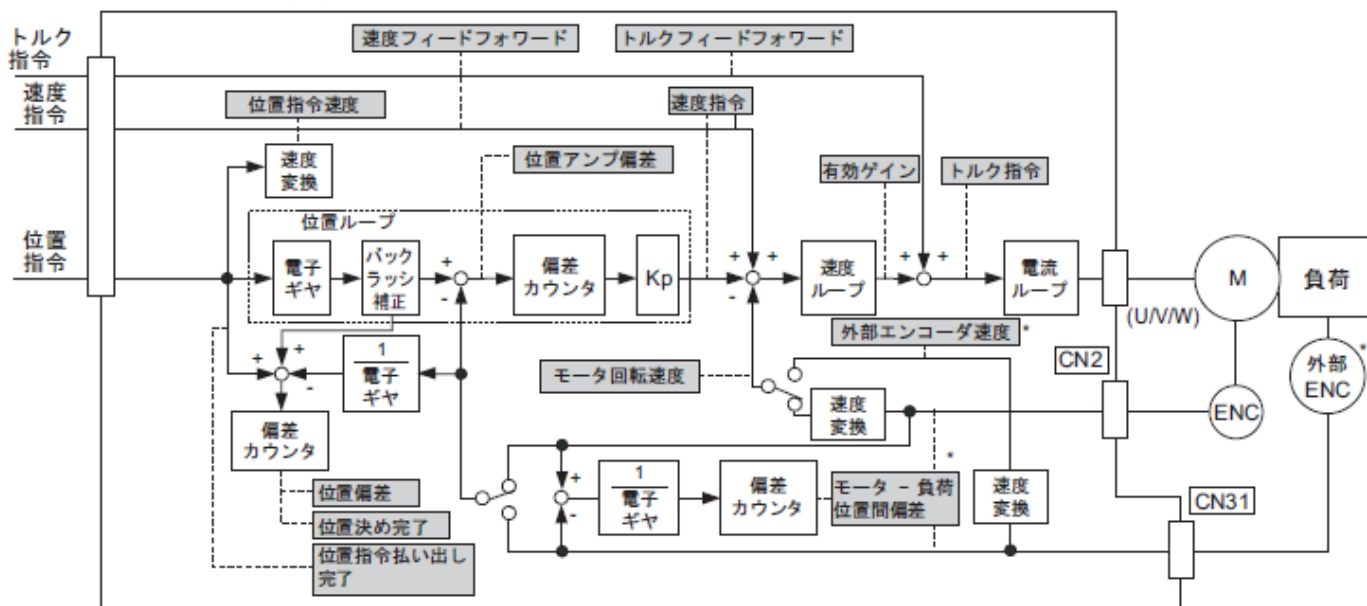 トルク
指令
速度
指令
位置
指令
速度フィードフォワード
トルクフィードフォワード
位置指令速度
速度指令
速度
変換
位置アンプ偏差
有効ゲイン
トルク指令
位置ループ
電子
ギヤ
バック
ラッシ
補正
+
-
偏差
カウンタ
Kp
+
+
-
+
速度
ループ
+
+
電流
ループ
(U/V/W)
M
負荷
外部エンコーダ速度
*
CN2
外部
ENC
*
ENC
+
+
-
1
電子
ギヤ
モータ回転速度
速度
変換
偏差
カウンタ
+
-
1
電子
ギヤ
偏差
カウンタ
*
モータ - 負荷
位置間偏差
速度
変換
CN31
位置偏差
位置決め完了
位置指令払い出し
完了